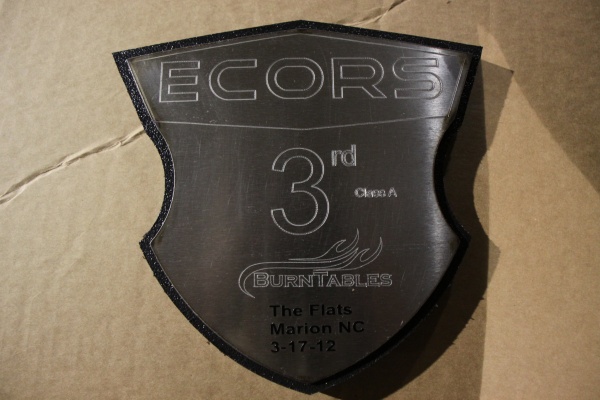 ECORS
3rd
Class A
BURNTABLES
The Flats
Marion NC
3-17-12